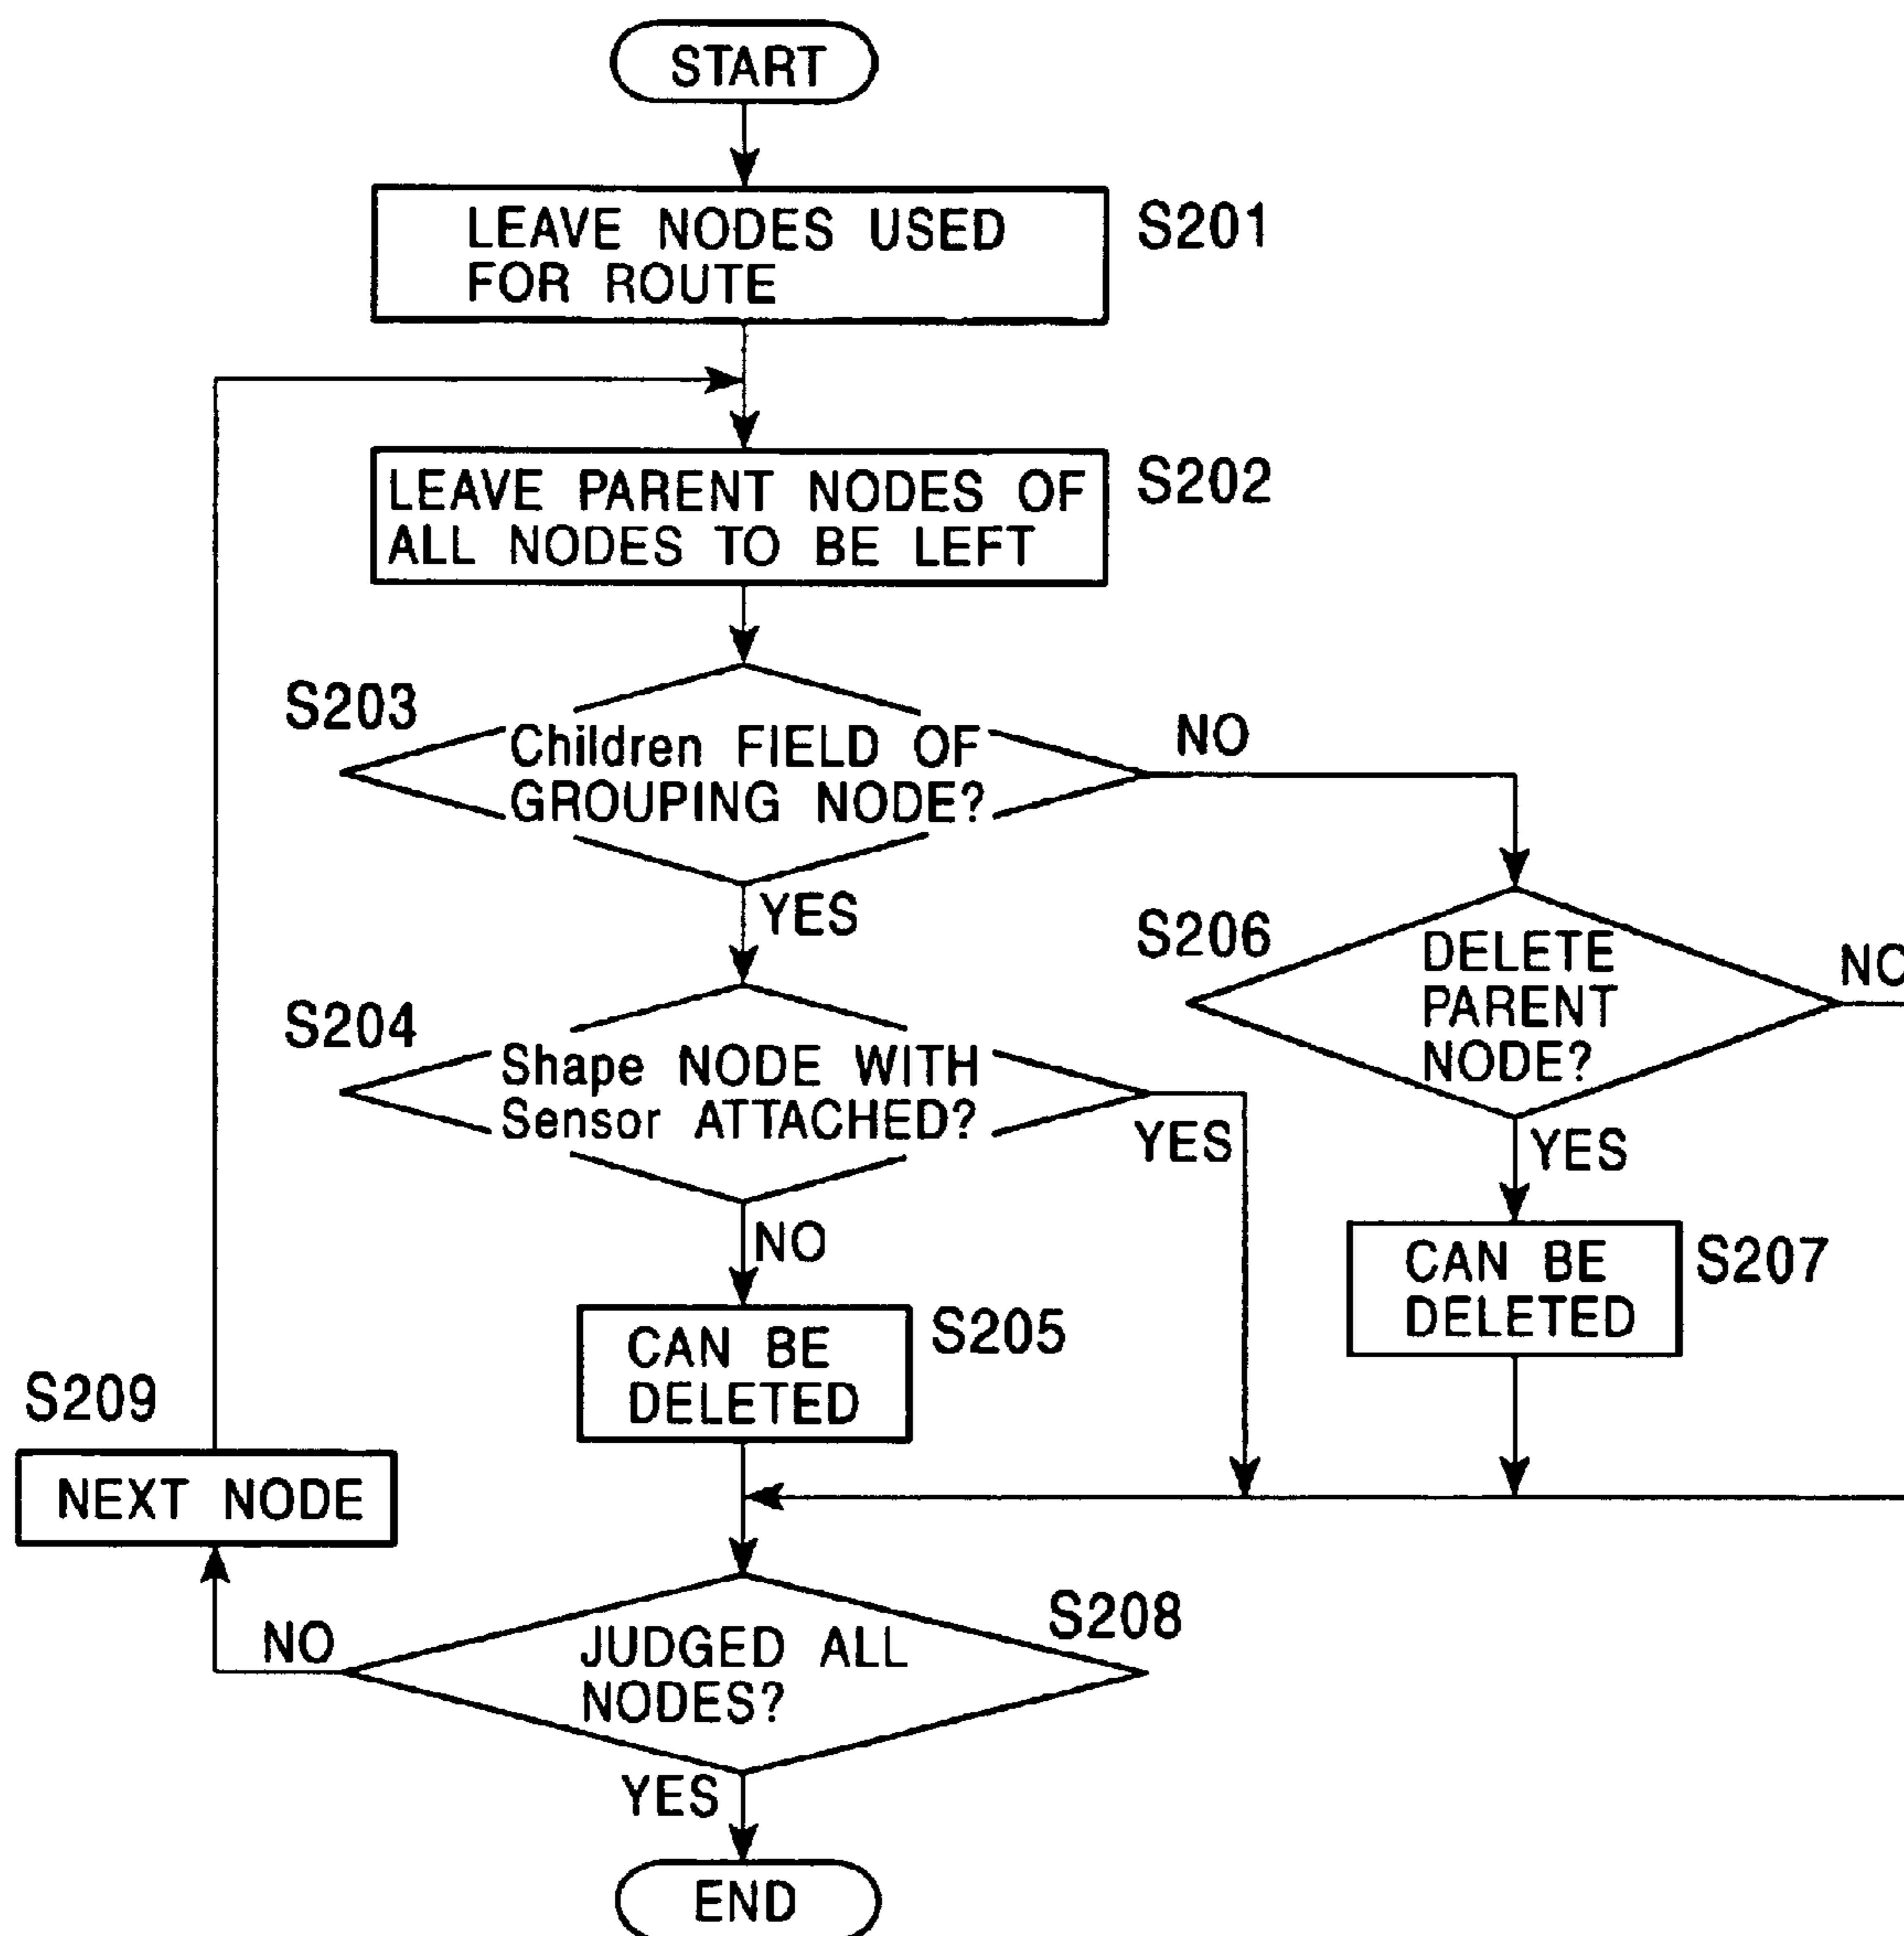 START
LEAVE NODES USED
FOR ROUTE
S201
LEAVE PARENT NODES OF
ALL NODES TO BE LEFT
S202
S203
Children FIELD OF
GROUPING NODE?
NO
YES
S206
DELETE
PARENT
NODE?
NO
YES
S204
Shape NODE WITH
Sensor ATTACHED?
YES
NO
CAN BE
DELETED
S207
CAN BE
DELETED
S205
S209
NEXT NODE
S208
JUDGED ALL
NODES?
NO
YES
END